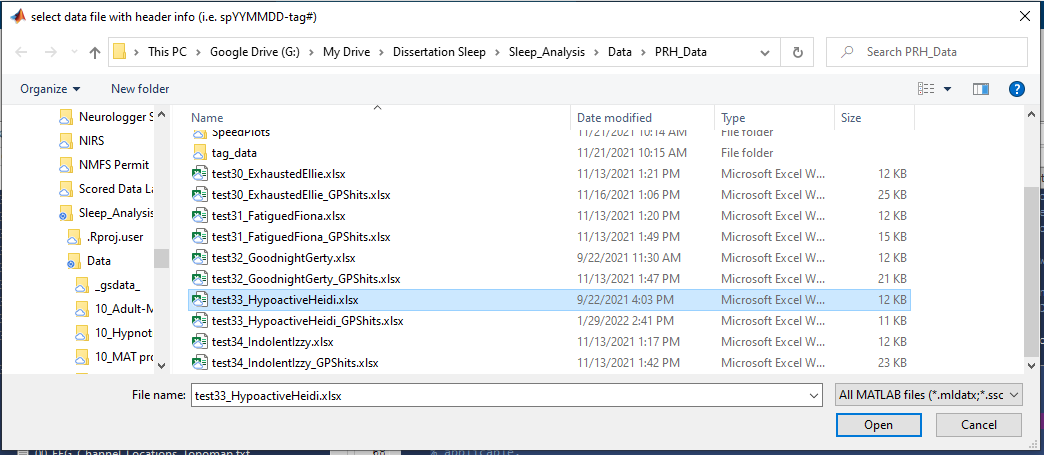 select data file with header info (i.e. spYYMMDD-tag#)
This PC > Google Drive (G:) > My Drive > Dissertation Sleep > Sleep_Analysis > Data > PRH_Data
Search PRH_Data
Organize
New folder
Neurologger S
NIRS
NMFS Permit
Scored Data La
Sleep_Analysis
.Rproj.user
Data
_gsdata_
10_Adult-M
10_Hypnot
10_MAT pro
Name Date modified Type Size
SpeedPlots 11/21/2021 10:14 AM File folder
tag_data 11/21/2021 10:15 AM File folder
test30_ExhaustedEllie.xlsx 11/13/2021 1:21 PM Microsoft Excel W... 12 KB
test30_ExhaustedEllie_GPShits.xlsx 11/16/2021 1:06 PM Microsoft Excel W... 25 KB
test31_FatiguedFiona.xlsx 11/13/2021 1:20 PM Microsoft Excel W... 12 KB
test31_FatiguedFiona_GPShits.xlsx 11/13/2021 1:49 PM Microsoft Excel W... 15 KB
test32_GoodnightGerty.xlsx 9/22/2021 11:30 AM Microsoft Excel W... 12 KB
test32_GoodnightGerty_GPShits.xlsx 11/13/2021 1:47 PM Microsoft Excel W... 21 KB
test33_HypoactiveHeidi.xlsx 9/22/2021 4:03 PM Microsoft Excel W... 12 KB
test33_HypoactiveHeidi_GPShits.xlsx 1/29/2022 2:41 PM Microsoft Excel W... 11 KB
test34_IndolentIzzy.xlsx 11/13/2021 1:17 PM Microsoft Excel W... 12 KB
test34_IndolentIzzy_GPShits.xlsx 11/13/2021 1:42 PM Microsoft Excel W... 23 KB
File name: test33_HypoactiveHeidi.xlsx
All MATLAB files (*.mldatx;*.ssc
Open
Cancel